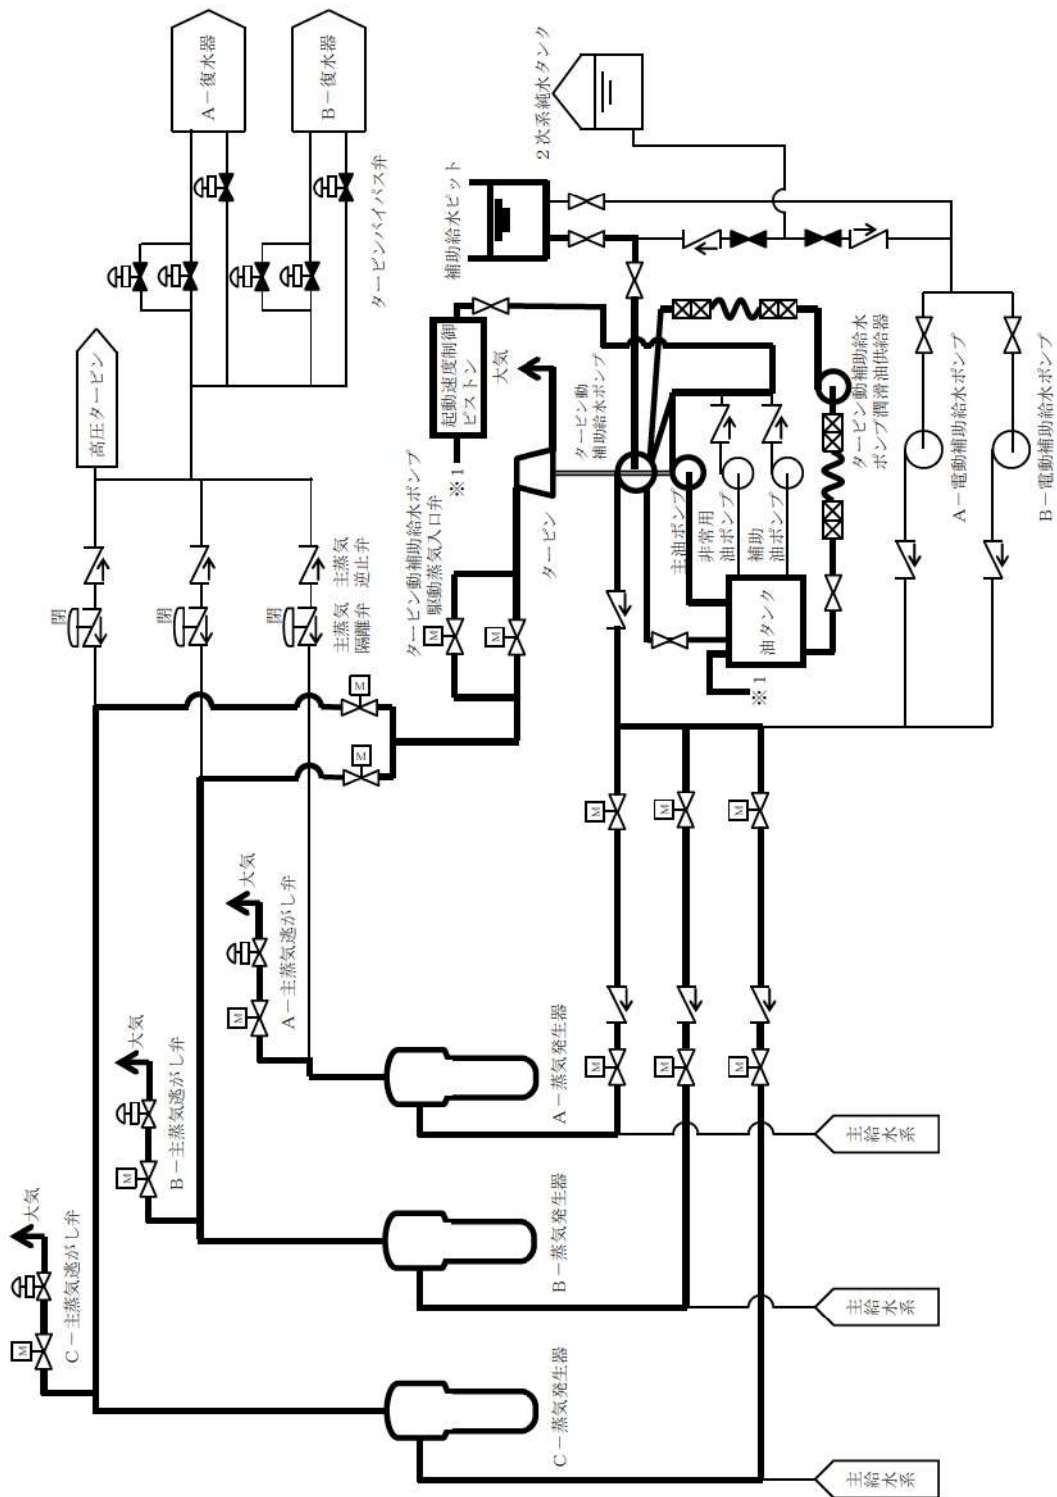 A－復水器
B－復水器
タービンバイパス弁
高圧タービン
閉
閉
閉
主蒸気
逆止弁
主蒸気
隔離弁
2次系純水タンク
補助給水ピット
起動速度制御
ピストン
※1
大気
タービン動
補助給水ポンプ
タービン動補助給水ポンプ
駆動蒸気入口弁
M
M
タービン
主油ポンプ
非常用
油ポンプ
補助
油ポンプ
油タンク
※1
タービン動補助給水
ポンプ潤滑油供給器
A－電動補助給水ポンプ
B－電動補助給水ポンプ
M
M
大気
M
A－主蒸気逃がし弁
大気
M
B－主蒸気逃がし弁
大気
M
C－主蒸気逃がし弁
A－蒸気発生器
B－蒸気発生器
C－蒸気発生器
M
M
M
M
M
M
主
給
水
系
主
給
水
系
主
給
水
系